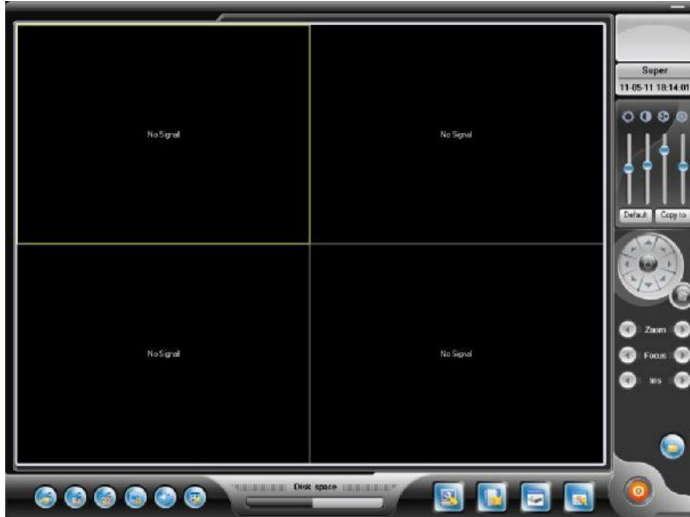 No Signal
No Signal
No Signal
No Signal
Super
11-05-11 18:14:01
Default
Copy to
Zoom
Focus
Iris
Disk space